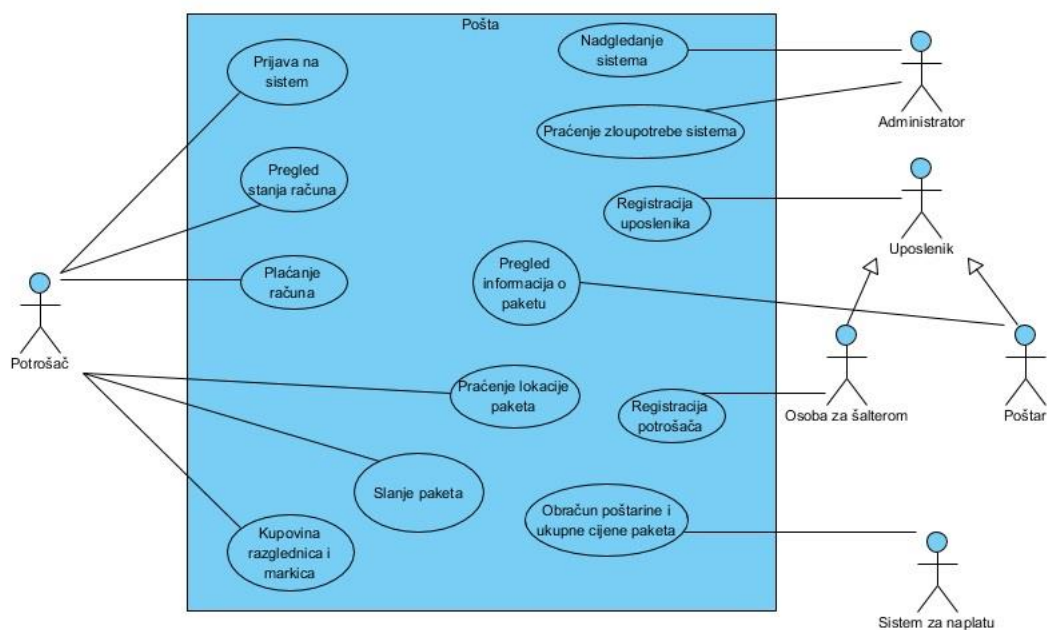 Pošta
Prijava na
sistem
Nadgledanje
sistema
Praćenje zloupotrebe sistema
Administrator
Pregled
stanja računa
Registracija
uposlenika
Uposlenik
Plaćanje
računa
Pregled
informacija o
paketu
Potrošač
Praćenje lokacije
paketa
Registracija
potrošača
Osoba za šalterom
Poštar
Slanje paketa
Obračun poštarine i
ukupne cijene paketa
Kupovina
razglednica i
markica
Sistem za naplatu